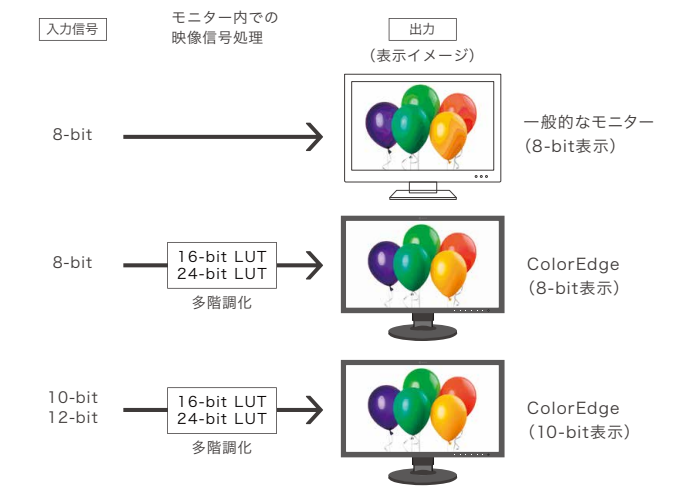 入力信号
モニター内での
映像信号処理
出力
（表示イメージ）
8-bit
一般的なモニター
（8-bit表示）
8-bit
16-bit LUT
24-bit LUT
多階調化
ColorEdge
（8-bit表示）
10-bit
12-bit
16-bit LUT
24-bit LUT
多階調化
ColorEdge
（10-bit表示）